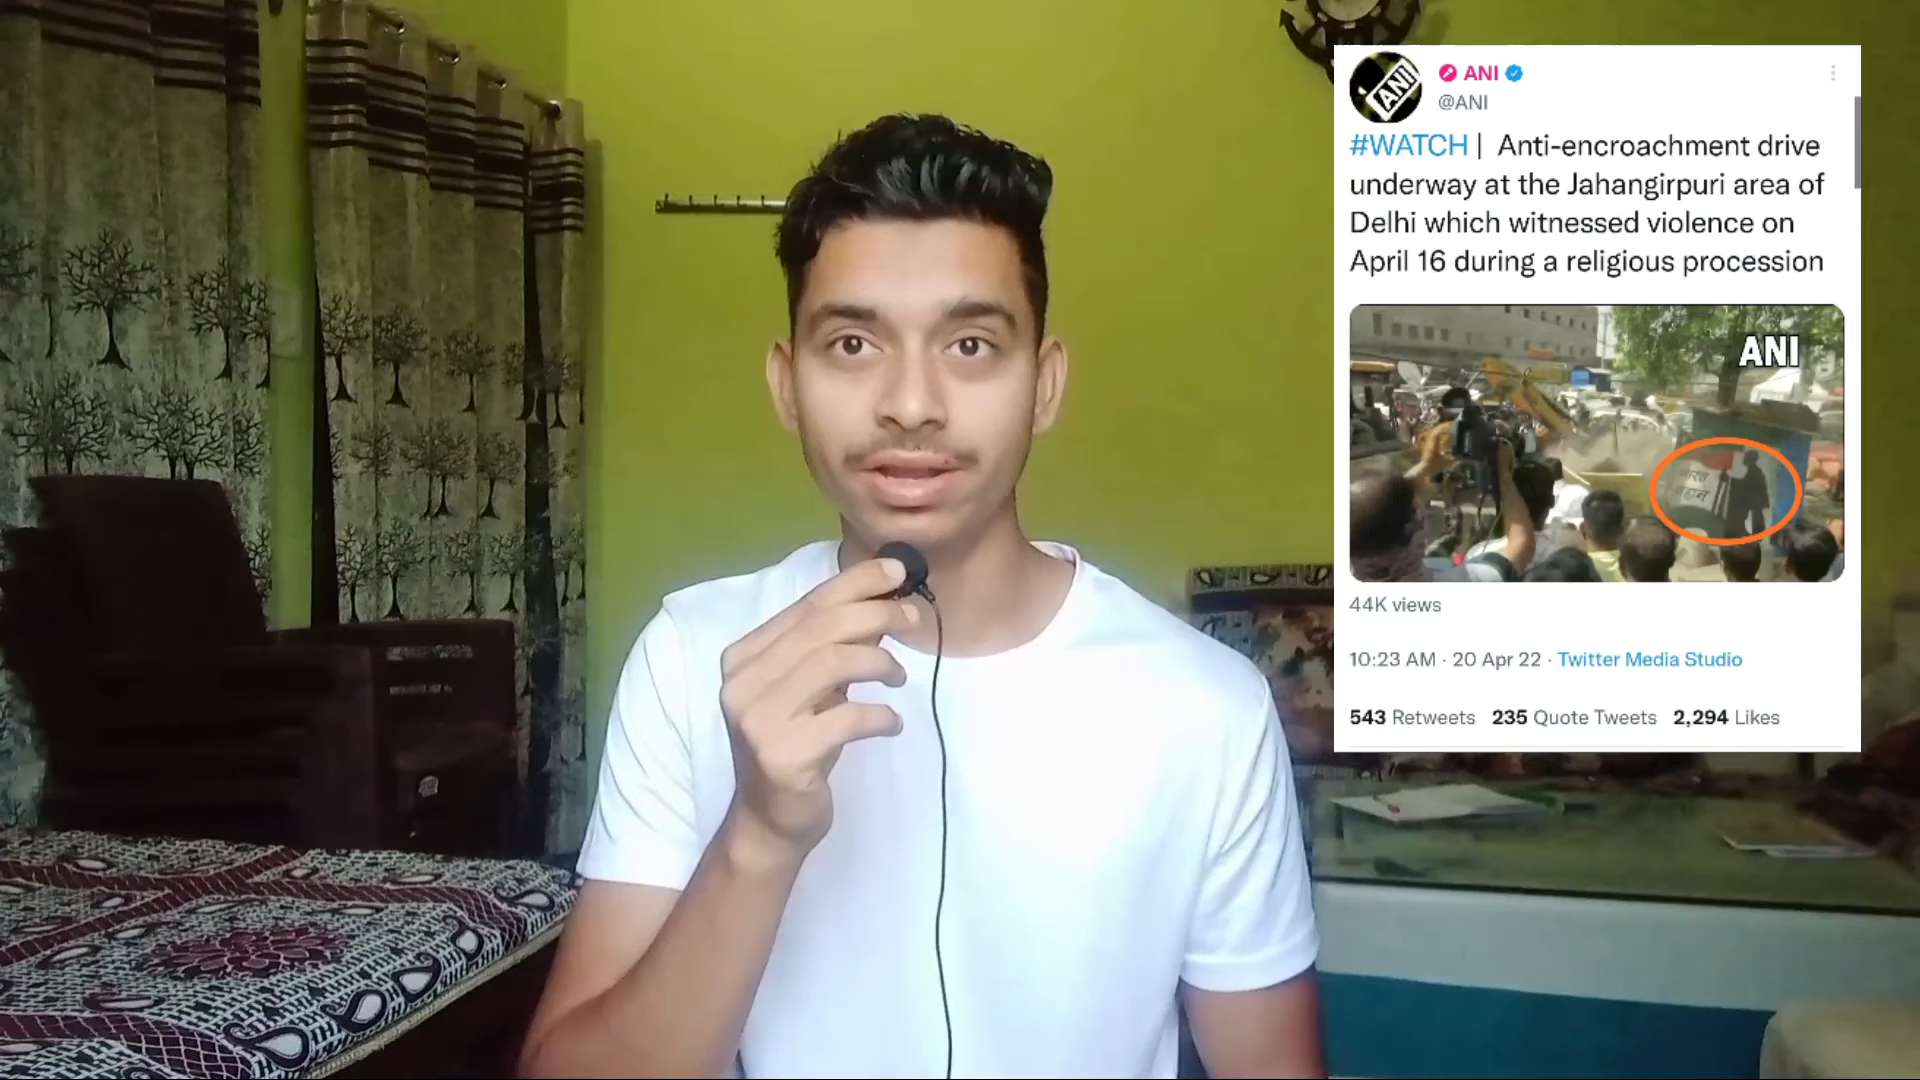 ANI
@ANI
#WATCH | Anti-encroachment drive
underway at the Jahangirpuri area of
Delhi which witnessed violence on
April 16 during a religious procession
ANI
महान
44K views
10:23 AM · 20 Apr 22 · Twitter Media Studio
543 Retweets 235 Quote Tweets 2,294 Likes